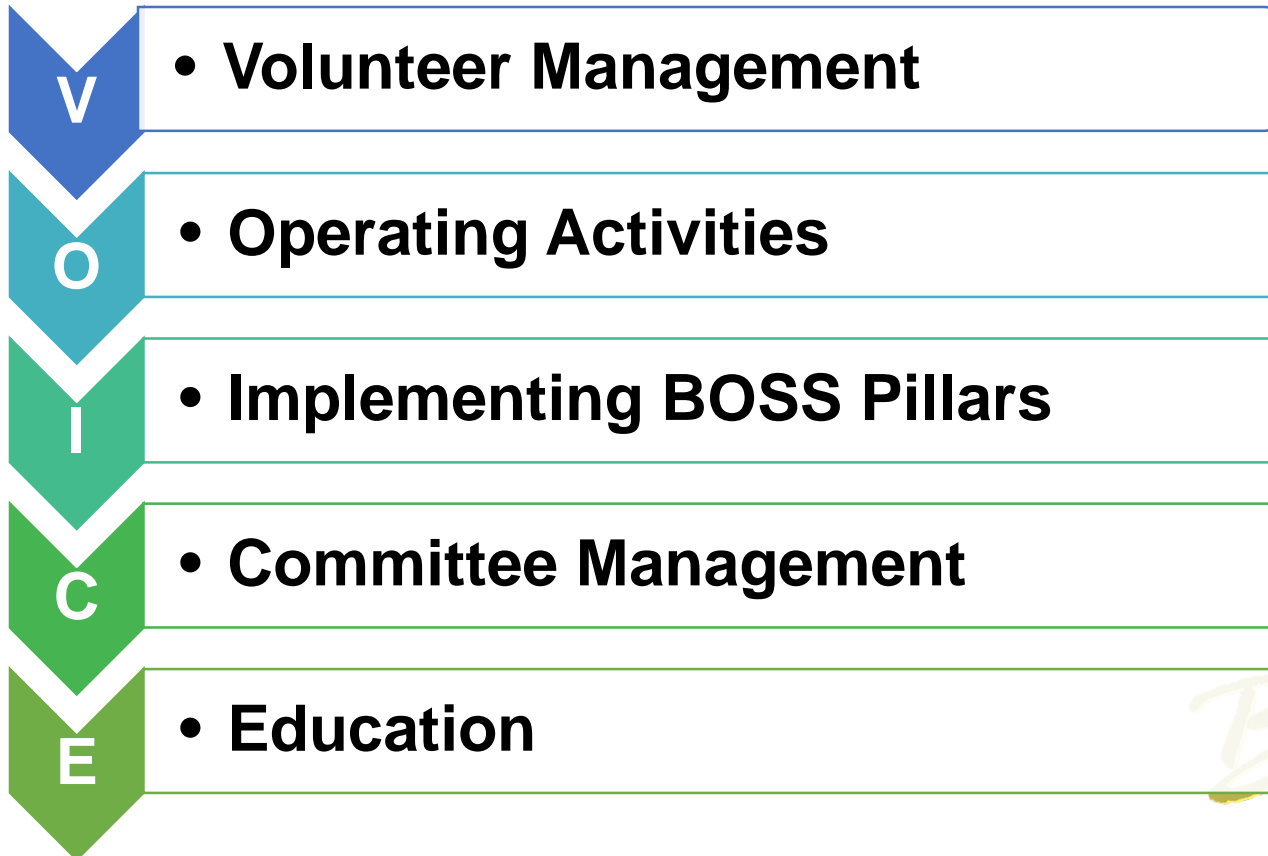 V
• Volunteer Management
O
• Operating Activities
I
• Implementing BOSS Pillars
C
• Committee Management
E
• Education